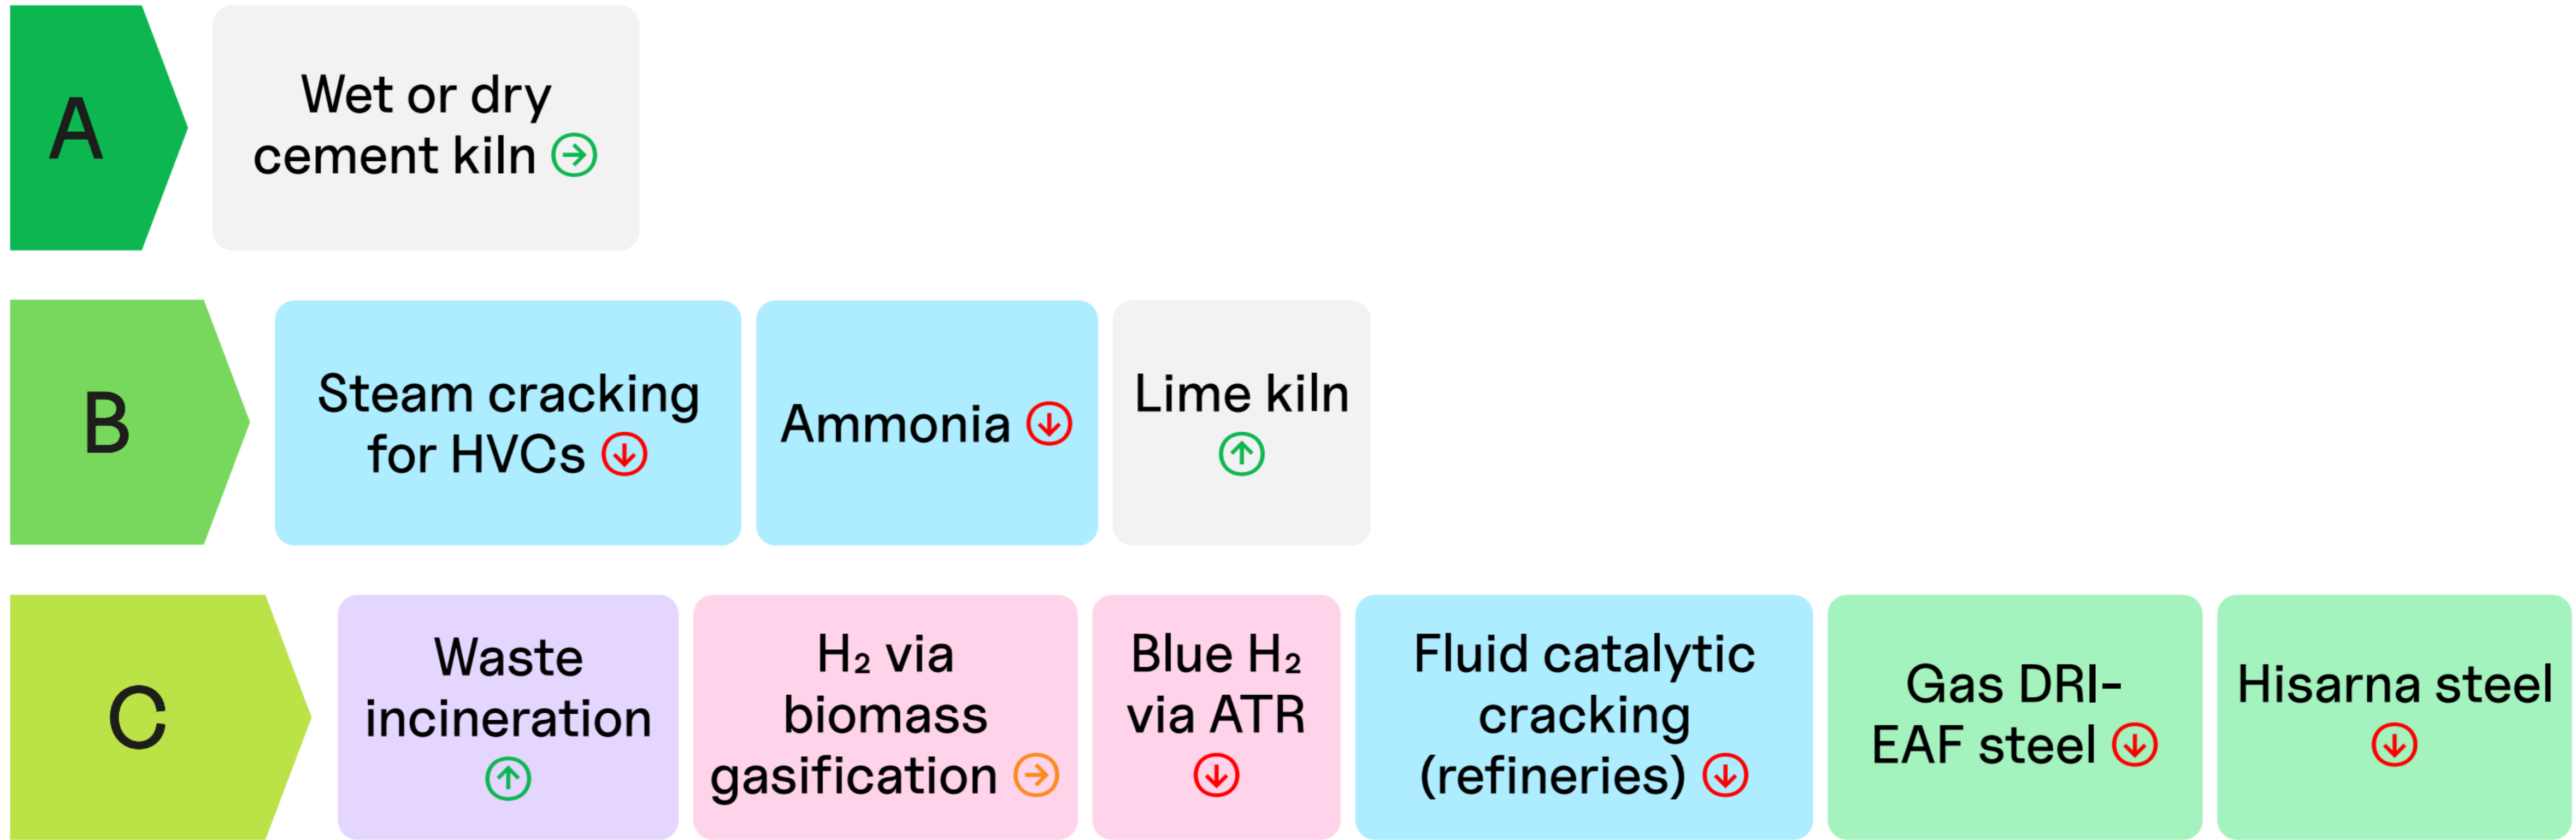 A
Wet or dry
cement kiln
B
Steam cracking
for HVCs
Ammonia
Lime kiln
C
Waste
incineration
H₂ via
biomass
gasification
Blue H₂
via ATR
Fluid catalytic
cracking
(refineries)
Gas DRI-
EAF steel
Hisarna steel